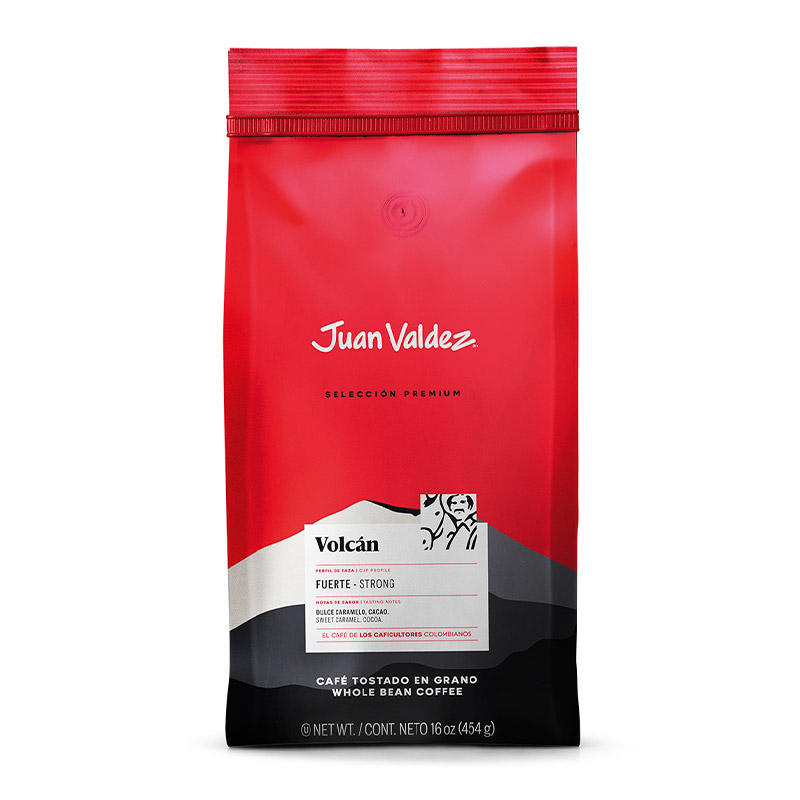 Juan Valdez
SELECCIÓN PREMIUM
Volcán
PERFIL DE TAZA | CUP PROFILE
FUERTE - STRONG
NOTAS DE SABOR | TASTING NOTES
DULCE CARAMELO, CACAO.
SWEET CARAMEL, COCOA.
EL CAFÉ DE LOS CAFICULTORES COLOMBIANOS
CAFÉ TOSTADO EN GRANO
WHOLE BEAN COFFEE
Ⓤ NET WT. / CONT. NETO 16 oz (454 g)